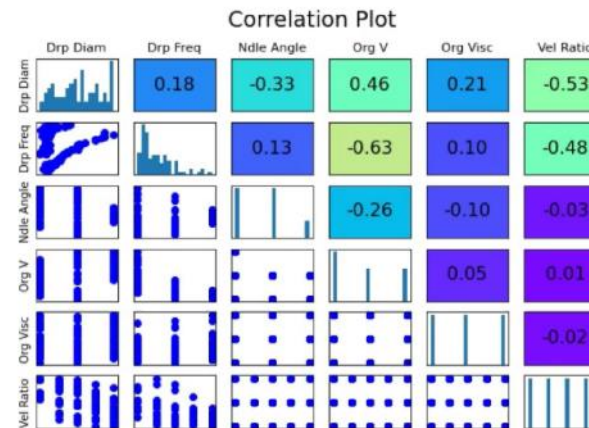 Correlation Plot
Drp Diam Drp Freq Ndle Angle Org V Org Visc Vel Ratio
Drp Diam 0.18 -0.33 0.46 0.21 -0.53
Drp Freq 0.13 -0.63 0.10 -0.48
Ndle Angle -0.26 -0.10 -0.03
Org V 0.05 0.01
Org Visc -0.02
Vel Ratio